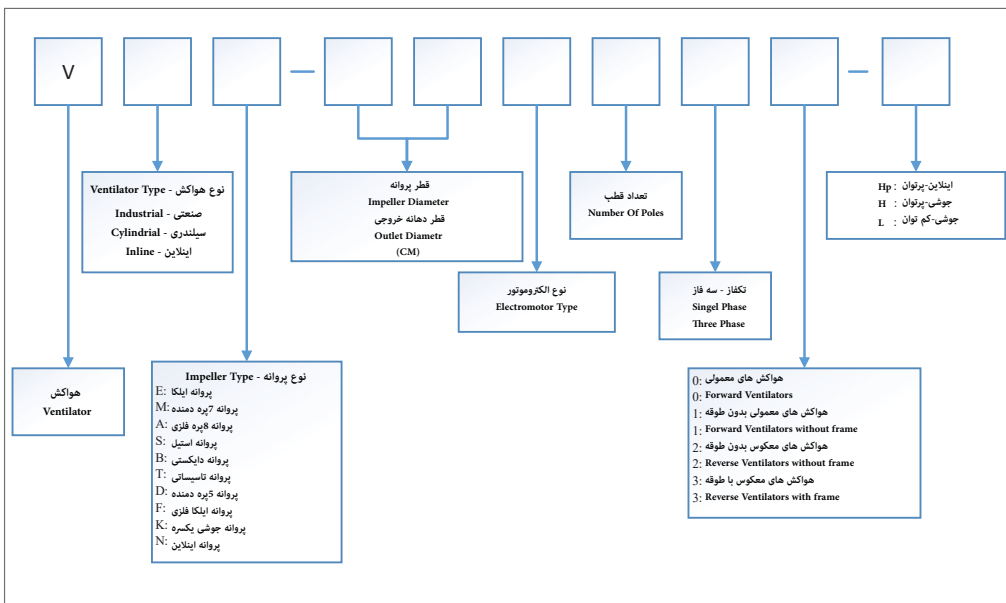 V
نوع هواکش - Ventilator Type
صنعتی - Industrial
سیلندری - Cylindrial
اینلاین - Inline
قطر پروانه
Impeller Diameter
قطر دهانه خروجی
Outlet Diametr
(CM)
تعداد قطب
Number Of Poles
Hp : اینلاین-پرتوان
H : جوشی-پرتوان
L : جوشی-کم توان
نوع الکتروموتور
Electromotor Type
تکفاز - سه فاز
Singel Phase
Three Phase
هواکش
Ventilator
نوع پروانه - Impeller Type
E: پروانه ایلکا
M: پروانه 7پره دمنده
A: پروانه 8پره فلزی
S: پروانه استیل
B: پروانه دایکستی
T: پروانه تاسیساتی
D: پروانه 5پره دمنده
F: پروانه ایلکا فلزی
K: پروانه جوشی یکسره
N: پروانه اینلاین
0: هواکش های معمولی
0: Forward Ventilators
1: هواکش های معمولی بدون طوقه
1: Forward Ventilators without frame
2: هواکش های معکوس بدون طوقه
2: Reverse Ventilators without frame
3: هواکش های معکوس با طوقه
3: Reverse Ventilators with frame